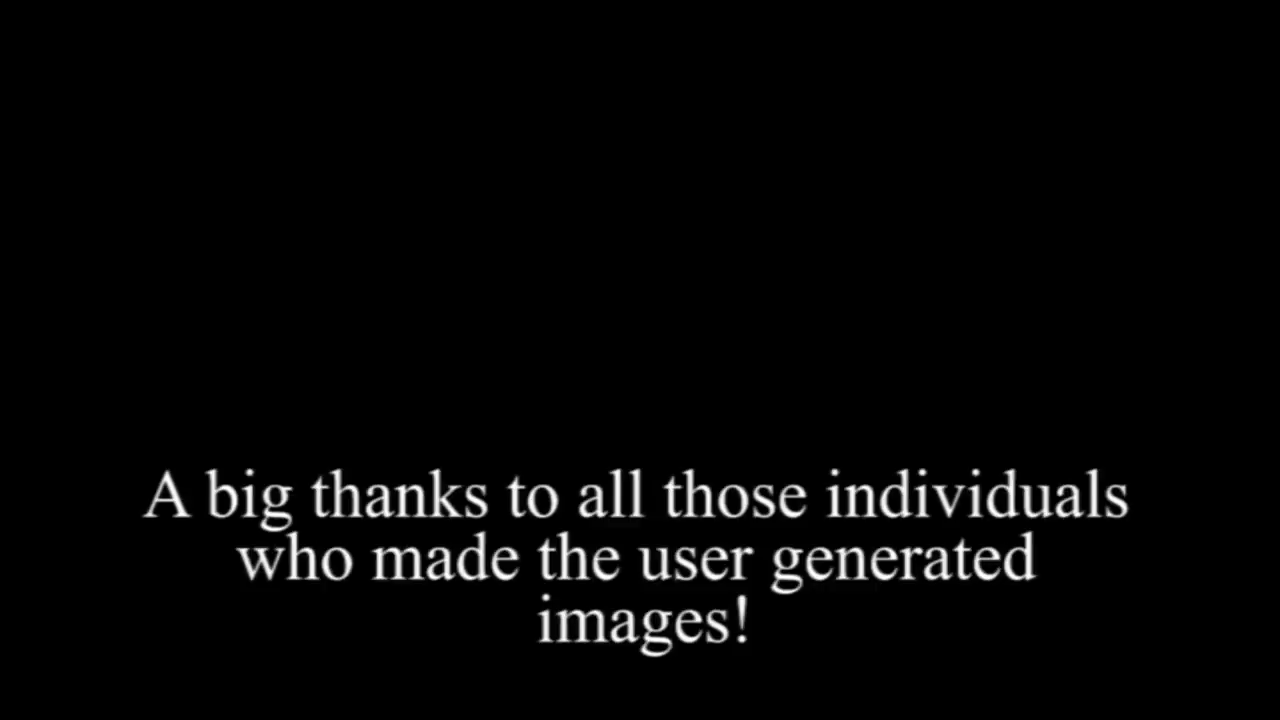 A big thanks to all those individuals
who made the user generated
images!